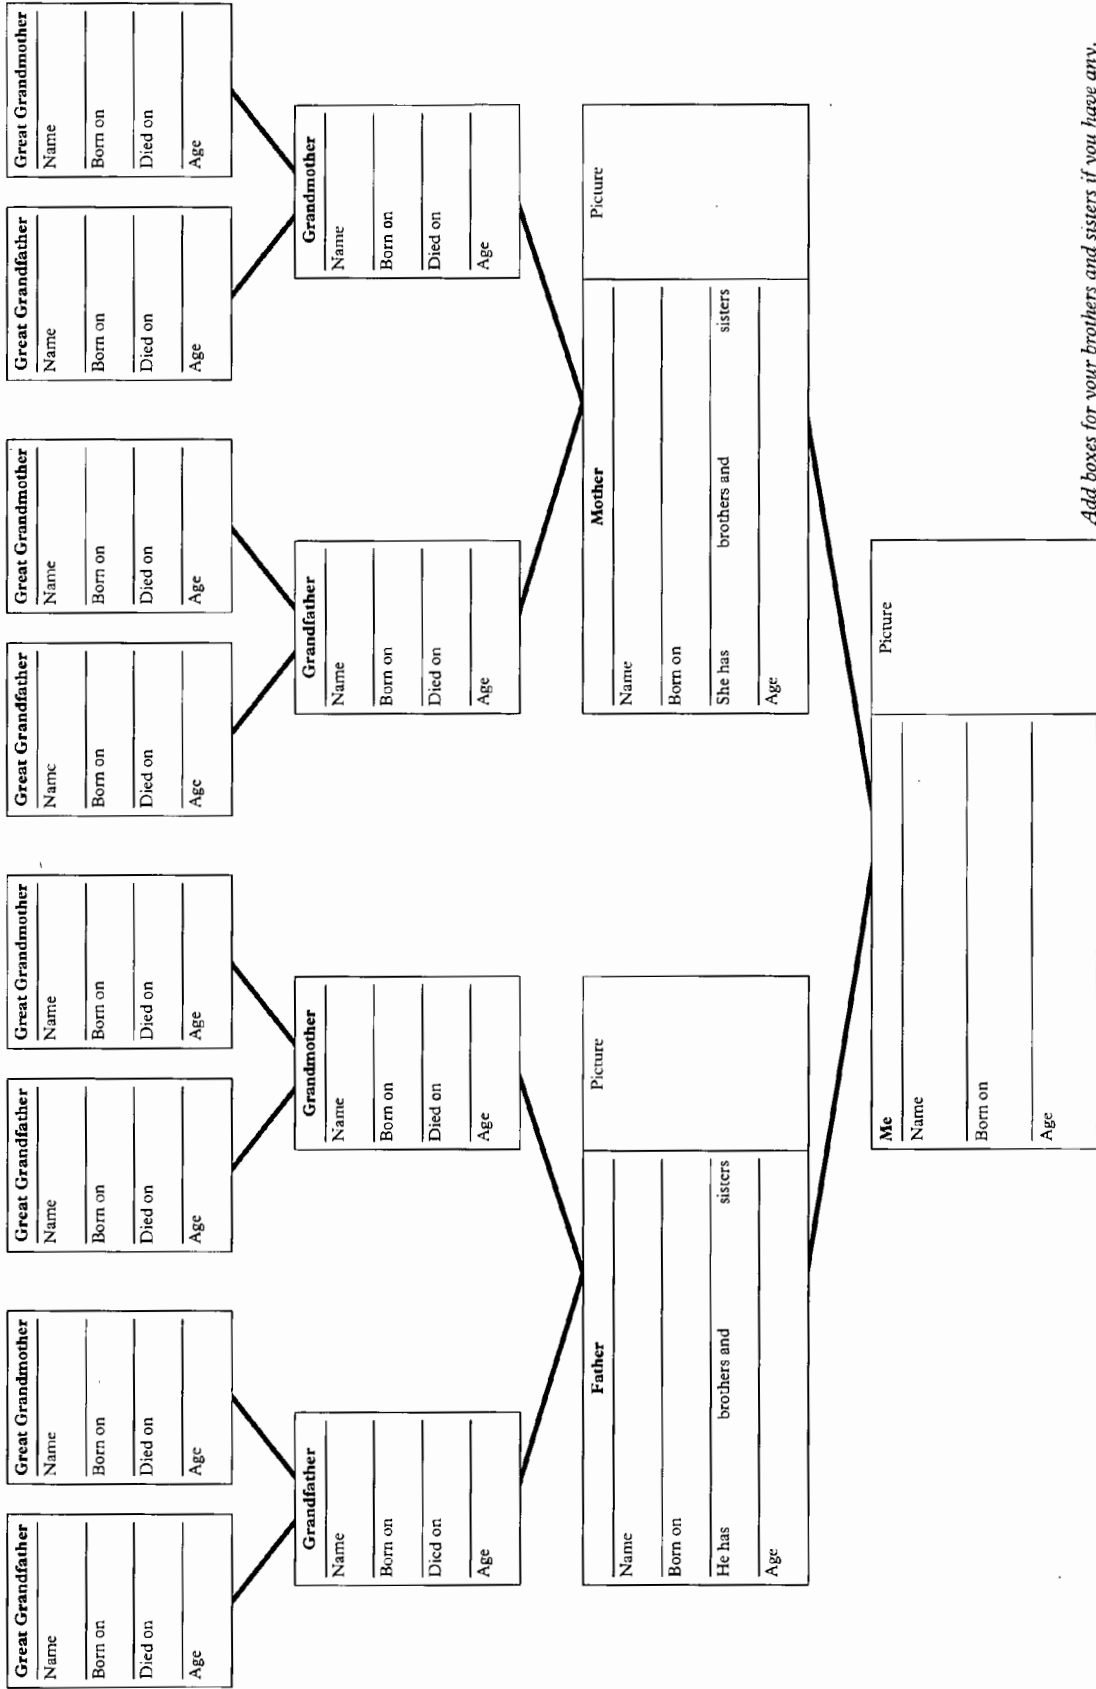 Great Grandfather
Name
Born on
Died on
Age
Great Grandmother
Name
Born on
Died on
Age
Great Grandfather
Name
Born on
Died on
Age
Great Grandmother
Name
Born on
Died on
Age
Great Grandfather
Name
Born on
Died on
Age
Great Grandmother
Name
Born on
Died on
Age
Great Grandfather
Name
Born on
Died on
Age
Great Grandmother
Name
Born on
Died on
Age
Grandfather
Name
Born on
Died on
Age
Grandmother
Name
Born on
Died on
Age
Grandfather
Name
Born on
Died on
Age
Grandmother
Name
Born on
Died on
Age
Father
Name
Born on
He has brothers and sisters
Age
Picture
Mother
Name
Born on
She has brothers and sisters
Age
Picture
Me
Name
Born on
Age
Picture
Add boxes for your brothers and sisters if you have any.